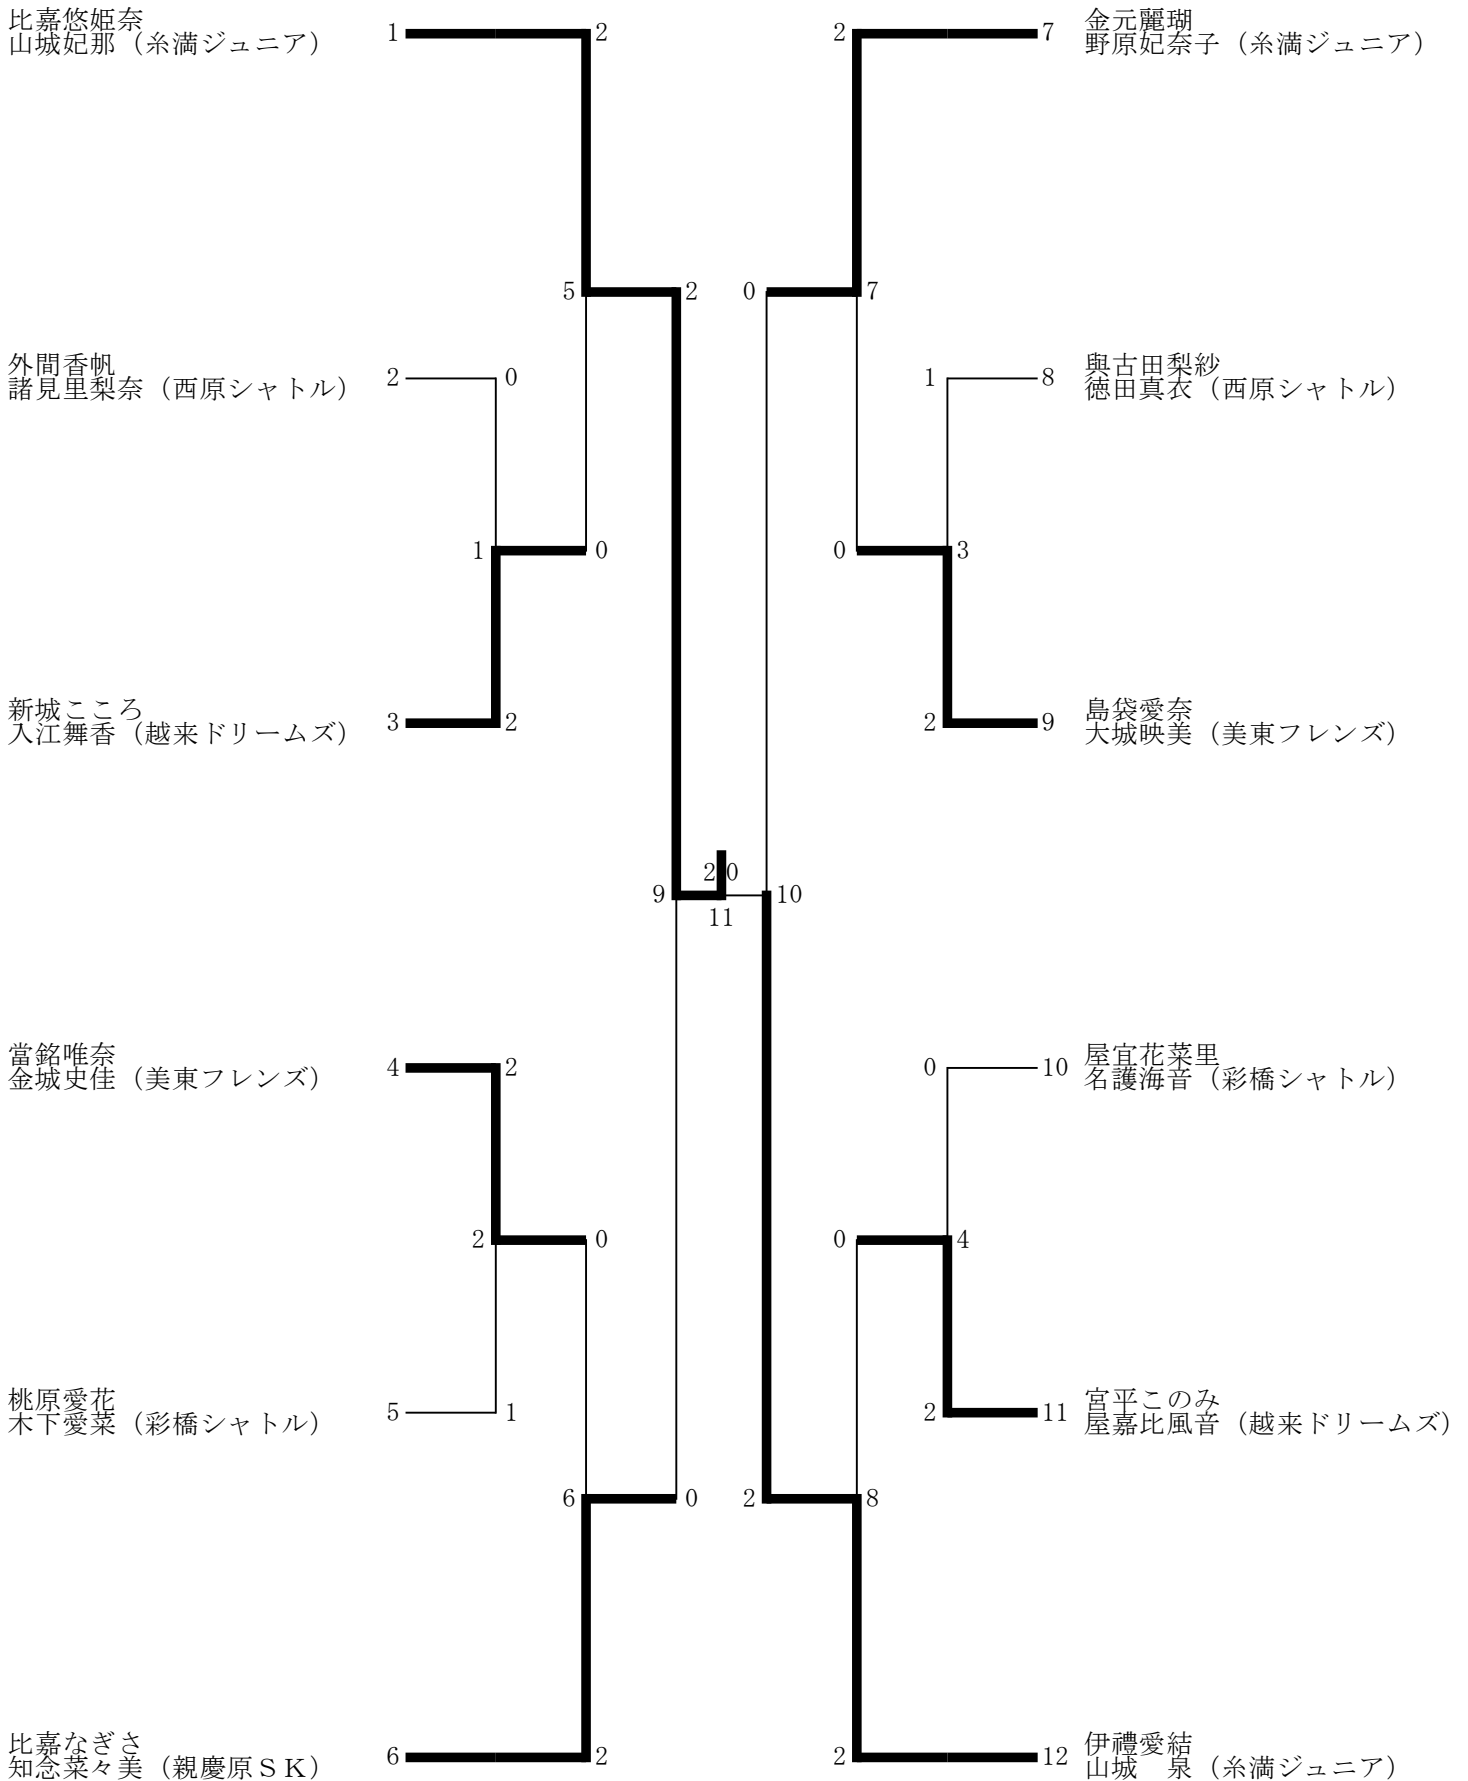 比嘉悠姫奈
山城妃那（糸満ジュニア）
1
2
2
7
金元麗瑚
野原妃奈子（糸満ジュニア）
5
2
0
7
外間香帆
諸見里梨奈（西原シャトル）
2
0
1
8
與古田梨紗
徳田真衣（西原シャトル）
1
0
0
3
新城こころ
入江舞香（越来ドリームズ）
3
2
2
9
島袋愛奈
大城映美（美東フレンズ）
2
0
9
10
11
當銘唯奈
金城史佳（美東フレンズ）
4
2
0
10
屋宜花菜里
名護海音（彩橋シャトル）
2
0
0
4
桃原愛花
木下愛菜（彩橋シャトル）
5
1
2
11
宮平このみ
屋嘉比風音（越来ドリームズ）
6
0
2
8
比嘉なぎさ
知念菜々美（親慶原ＳＫ）
6
2
2
12
伊禮愛結
山城　泉（糸満ジュニア）